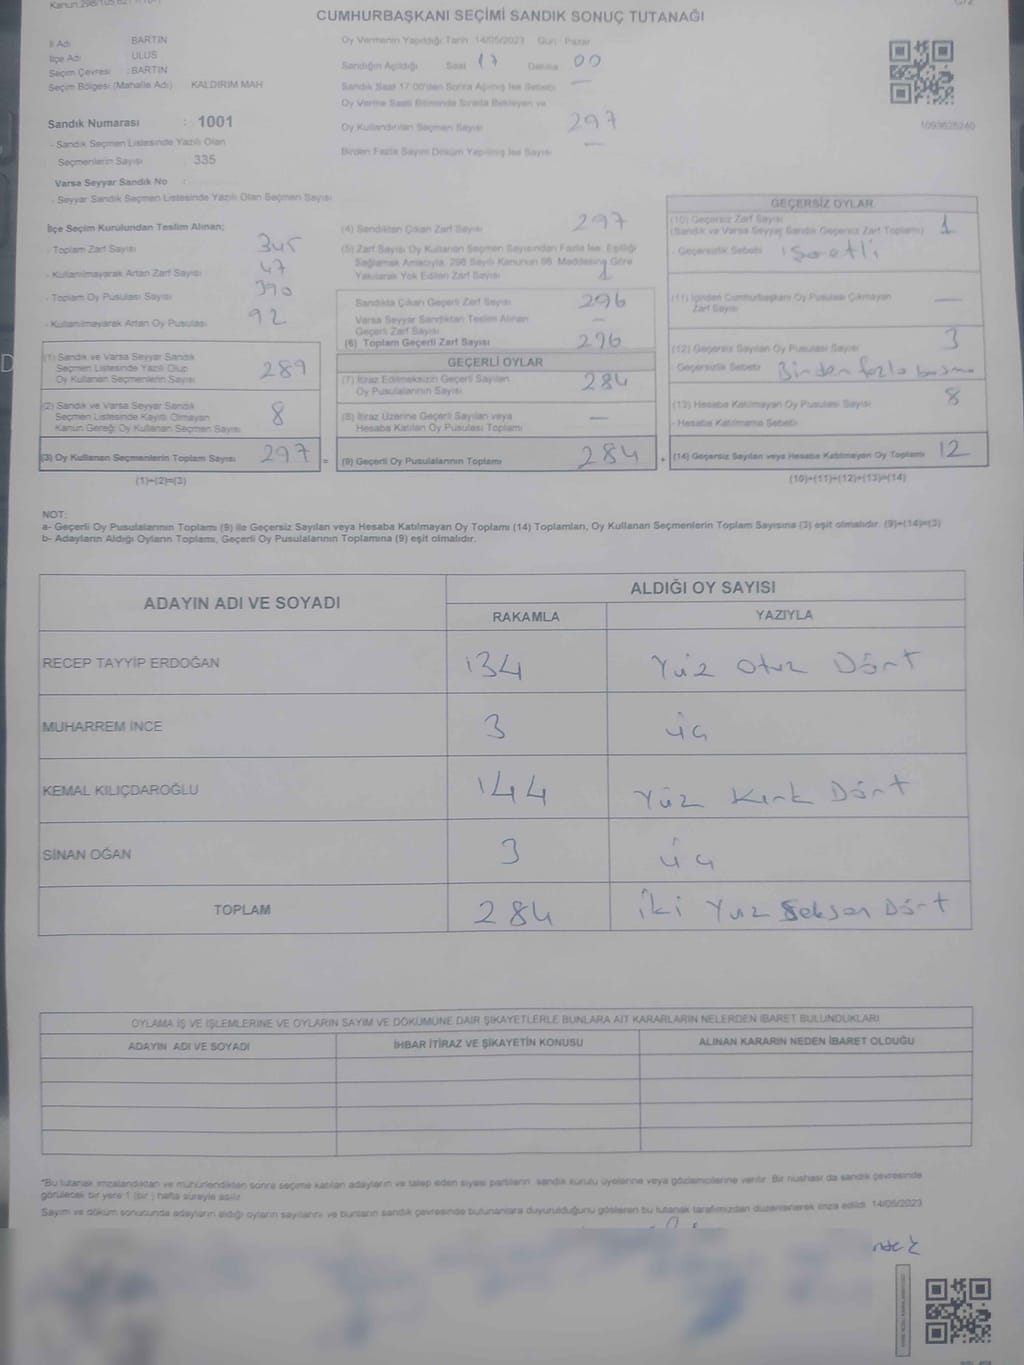 CUMHURBAŞKANI SEÇİMİ SANDIK SONUÇ TUTANAĞI
İl Adı BARTIN
İlçe Adı ULUS
Seçim Çevresi : BARTIN
Seçim Bölgesi (Mahalle Adı) KALDIRIM MAH
Sandık Numarası : 1001
- Sandık Seçmen Listesinde Yazılı Olan
Seçmenlerin Sayısı 335
Varsa Seyyar Sandık No :
- Seyyar Sandık Seçmen Listesinde Yazılı Olan Seçmen Sayısı
Oy Vermenin Yapıldığı Tarih 14/05/2023 Gün Pazar
Sandığın Açıldığı Saat 17 Dakika 00
Sandık Saat 17.00'den Sonra Açılmış İse Sebebi —
Oy Verme Saati Bitiminde Sırada Bekleyen ve
Oy Kullandırılan Seçmen Sayısı 297
Birden Fazla Sayım Döküm Yapılmış İse Sayısı —
1093625240
İlçe Seçim Kurulundan Teslim Alınan;
- Toplam Zarf Sayısı 345
- Kullanılmayarak Artan Zarf Sayısı 47
- Toplam Oy Pusulası Sayısı 390
- Kullanılmayarak Artan Oy Pusulası 92
(1) Sandık ve Varsa Seyyar Sandık
Seçmen Listesinde Yazılı Olup
Oy Kullanan Seçmenlerin Sayısı 289
(2) Sandık ve Varsa Seyyar Sandık
Seçmen Listesinde Kayıtlı Olmayan
Kanun Gereği Oy Kullanan Seçmen Sayısı 8
(3) Oy Kullanan Seçmenlerin Toplam Sayısı 297 =
(1)+(2)=(3)
(4) Sandıktan Çıkan Zarf Sayısı 297
(5) Zarf Sayısı Oy Kullanan Seçmen Sayısından Fazla İse, Eşitliği
Sağlamak Amacıyla, 298 Sayılı Kanunun 98. Maddesine Göre
Yakılarak Yok Edilen Zarf Sayısı 1
Sandıkta Çıkan Geçerli Zarf Sayısı 296
Varsa Seyyar Sandıktan Teslim Alınan
Geçerli Zarf Sayısı —
(6) Toplam Geçerli Zarf Sayısı 296
GEÇERLİ OYLAR
(7) İtiraz Edilmeksizin Geçerli Sayılan
Oy Pusulalarının Sayısı 284
(8) İtiraz Üzerine Geçerli Sayılan veya
Hesaba Katılan Oy Pusulası Toplamı —
(9) Geçerli Oy Pusulalarının Toplamı 284 +
GEÇERSİZ OYLAR
(10) Geçersiz Zarf Sayısı
(Sandık ve Varsa Seyyar Sandık Geçersiz Zarf Toplamı) 1
- Geçersizlik Sebebi işaretli
(11) İçinden Cumhurbaşkanı Oy Pusulası Çıkmayan
Zarf Sayısı —
(12) Geçersiz Sayılan Oy Pusulası Sayısı 3
Geçersizlik Sebebi Birden fazla basma
(13) Hesaba Katılmayan Oy Pusulası Sayısı 8
- Hesaba Katılmama Sebebi
(14) Geçersiz Sayılan veya Hesaba Katılmayan Oy Toplamı 12
(10)+(11)+(12)+(13)=(14)
NOT:
a- Geçerli Oy Pusulalarının Toplamı (9) ile Geçersiz Sayılan veya Hesaba Katılmayan Oy Toplamı (14) Toplamları, Oy Kullanan Seçmenlerin Toplam Sayısına (3) eşit olmalıdır. (9)+(14)=(3)
b- Adayların Aldığı Oyların Toplamı, Geçerli Oy Pusulalarının Toplamına (9) eşit olmalıdır.
ADAYIN ADI VE SOYADI ALDIĞI OY SAYISI
RAKAMLA YAZIYLA
RECEP TAYYİP ERDOĞAN 134 Yüz Otuz Dört
MUHARREM İNCE 3 üç
KEMAL KILIÇDAROĞLU 144 Yüz Kırk Dört
SİNAN OĞAN 3 üç
TOPLAM 284 İki Yüz Seksen Dört
OYLAMA İŞ VE İŞLEMLERİNE VE OYLARIN SAYIM VE DÖKÜMÜNE DAİR ŞİKAYETLERLE BUNLARA AİT KARARLARIN NELERDEN İBARET BULUNDUKLARI
ADAYIN ADI VE SOYADI İHBAR İTİRAZ VE ŞİKAYETİN KONUSU ALINAN KARARIN NEDEN İBARET OLDUĞU
"Bu tutanak imzalandıktan ve mühürlendikten sonra seçime katılan adayların ve talep eden siyasi partilerin sandık kurulu üyelerine veya gözlemcilerine verilir. Bir nüshası da sandık çevresinde
görülecek bir yere 1 (bir ) hafta süreyle asılır.
Sayım ve döküm sonucunda adayların aldığı oyların sayılarını ve bunların sandık çevresinde bulunanlara duyurulduğunu gösteren bu tutanak tarafımızdan düzenlenerek imza edildi. 14/05/2023